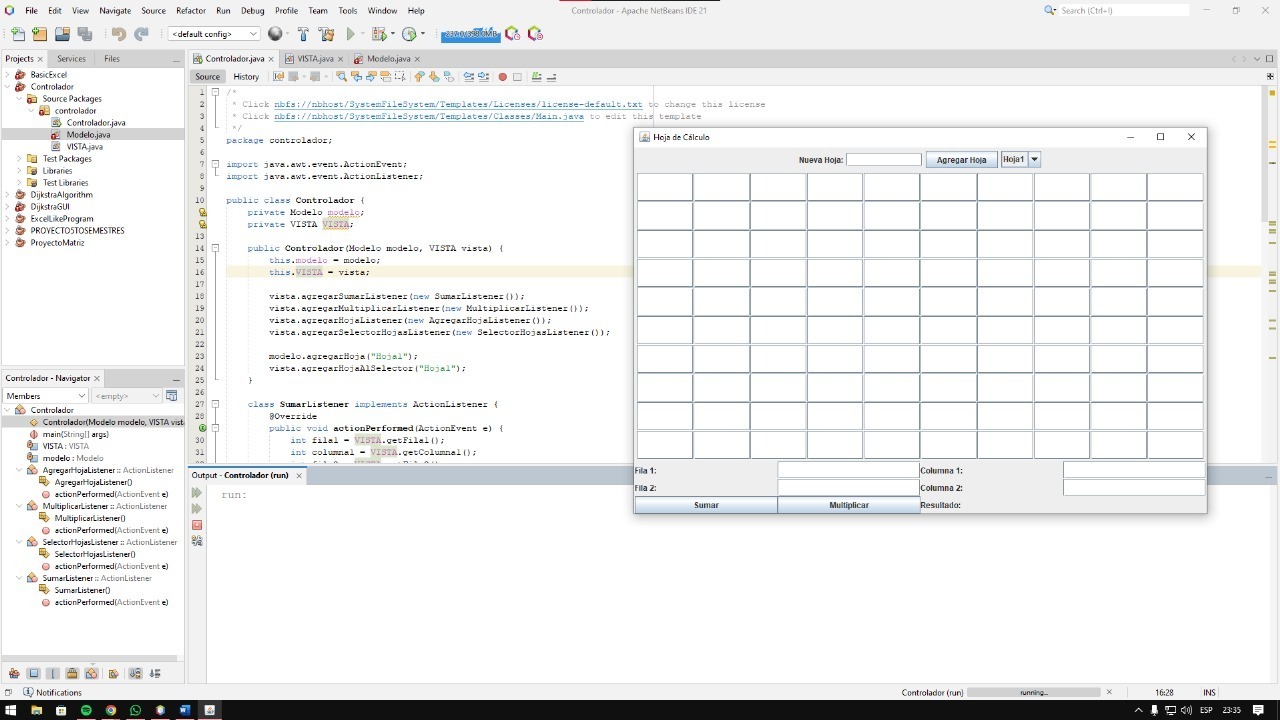 File Edit View Navigate Source Refactor Run Debug Profile Team Tools Window Help
Controlador - Apache NetBeans IDE 21
Search (Ctrl+I)
<default config>
Projects Services Files
BasicExcel
Controlador
Source Packages
controlador
Controlador.java
Modelo.java
VISTA.java
Test Packages
Libraries
Test Libraries
DijkstraAlgorithm
DijkstraGUI
ExcelLikeProgram
PROYECTOSTOSEMESTRES
ProyectoMatriz
Controlador - Navigator
Members <empty>
Controlador
Controlador(Modelo modelo, VISTA vist
main(String[] args)
VISTA : VISTA
modelo : Modelo
AgregarHojaListener :: ActionListener
AgregarHojaListener()
actionPerformed(ActionEvent e)
MultiplicarListener :: ActionListener
MultiplicarListener()
actionPerformed(ActionEvent e)
SelectorHojasListener :: ActionListener
SelectorHojasListener()
actionPerformed(ActionEvent e)
SumarListener :: ActionListener
SumarListener()
actionPerformed(ActionEvent e)
Controlador.java VISTA.java Modelo.java
Source History
1 /*
2 * Click nbfs://nbhost/SystemFileSystem/Templates/Licenses/license-default.txt to change this license
3 * Click nbfs://nbhost/SystemFileSystem/Templates/Classes/Main.java to edit this template
4 */
5 package controlador;
6
7 import java.awt.event.ActionEvent;
8 import java.awt.event.ActionListener;
9
10 public class Controlador {
private Modelo modelo;
private VISTA VISTA;
13
14 public Controlador(Modelo modelo, VISTA vista) {
15 this.modelo = modelo;
16 this.VISTA = vista;
17
18 vista.agregarSumarListener(new SumarListener());
19 vista.agregarMultiplicarListener(new MultiplicarListener());
20 vista.agregarHojaListener(new AgregarHojaListener());
21 vista.agregarSelectorHojasListener(new SelectorHojasListener());
22
23 modelo.agregarHoja("Hoja1");
24 vista.agregarHojaAlSelector("Hoja1");
25 }
26
27 class SumarListener implements ActionListener {
28 @Override
public void actionPerformed(ActionEvent e) {
30 int fila1 = VISTA.getFila1();
31 int columna1 = VISTA.getColumna1();
Output - Controlador (run)
run:
Hoja de Cálculo
Nueva Hoja: Agregar Hoja Hoja1
Fila 1: Columna 1:
Fila 2: Columna 2:
Sumar Multiplicar Resultado:
Notifications Controlador (run) running... 16:28 INS
ESP 23:35